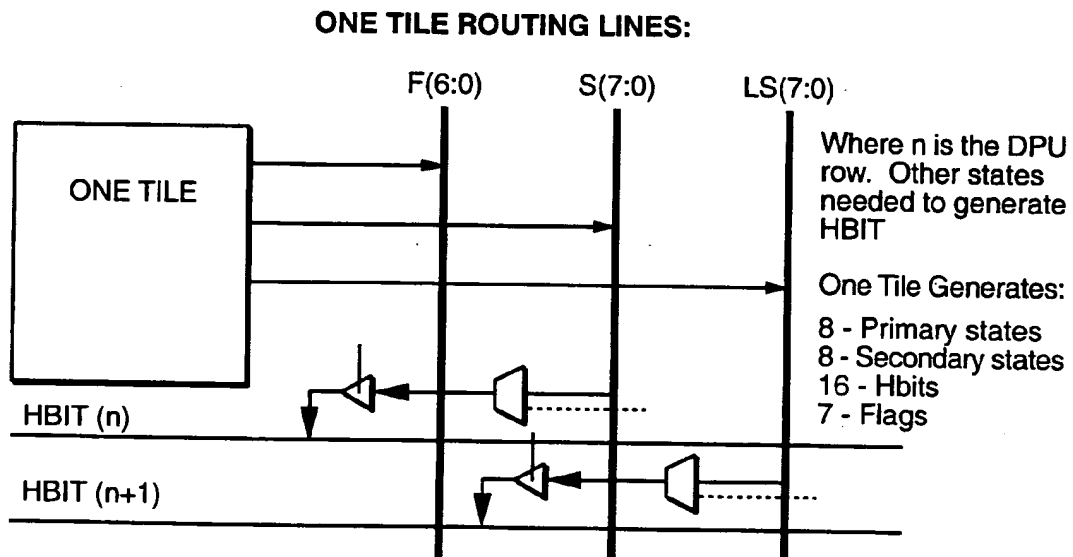 ONE TILE ROUTING LINES:
F(6:0)
S(7:0)
LS(7:0)
ONE TILE
Where n is the DPU
row. Other states
needed to generate
HBIT
One Tile Generates:
8 - Primary states
8 - Secondary states
16 - Hbits
7 - Flags
HBIT (n)
HBIT (n+1)